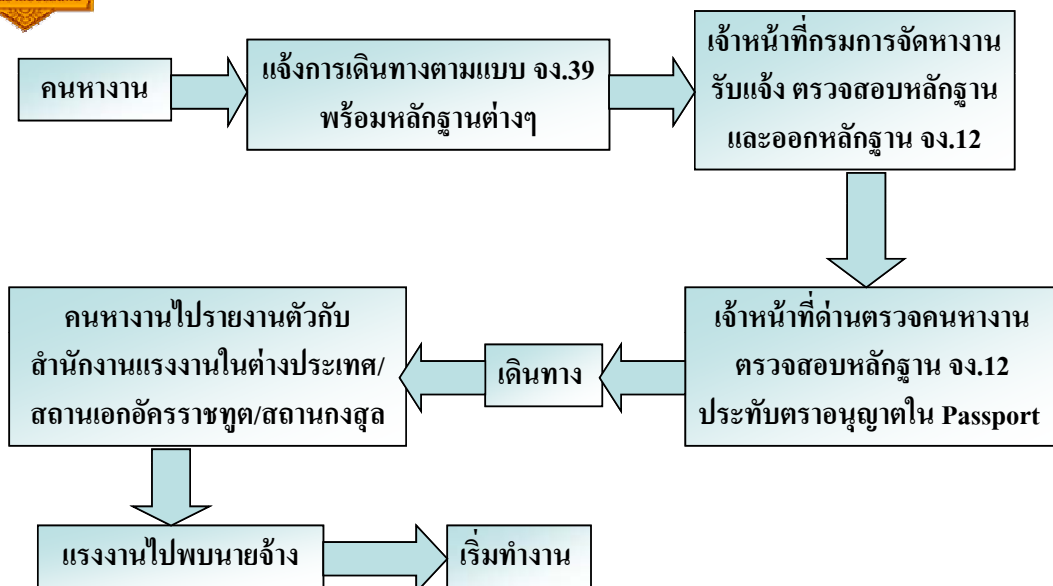 คนหางาน
แจ้งการเดินทางตามแบบ จง.39
พร้อมหลักฐานต่างๆ
เจ้าหน้าที่กรมการจัดหางาน
รับแจ้ง ตรวจสอบหลักฐาน
และออกหลักฐาน จง.12
เจ้าหน้าที่ด่านตรวจคนหางาน
ตรวจสอบหลักฐาน จง.12
ประทับตราอนุญาตใน Passport
เดินทาง
คนหางานไปรายงานตัวกับ
สำนักงานแรงงานในต่างประเทศ/
สถานเอกอัครราชทูต/สถานกงสุล
แรงงานไปพบนายจ้าง
เริ่มทำงาน